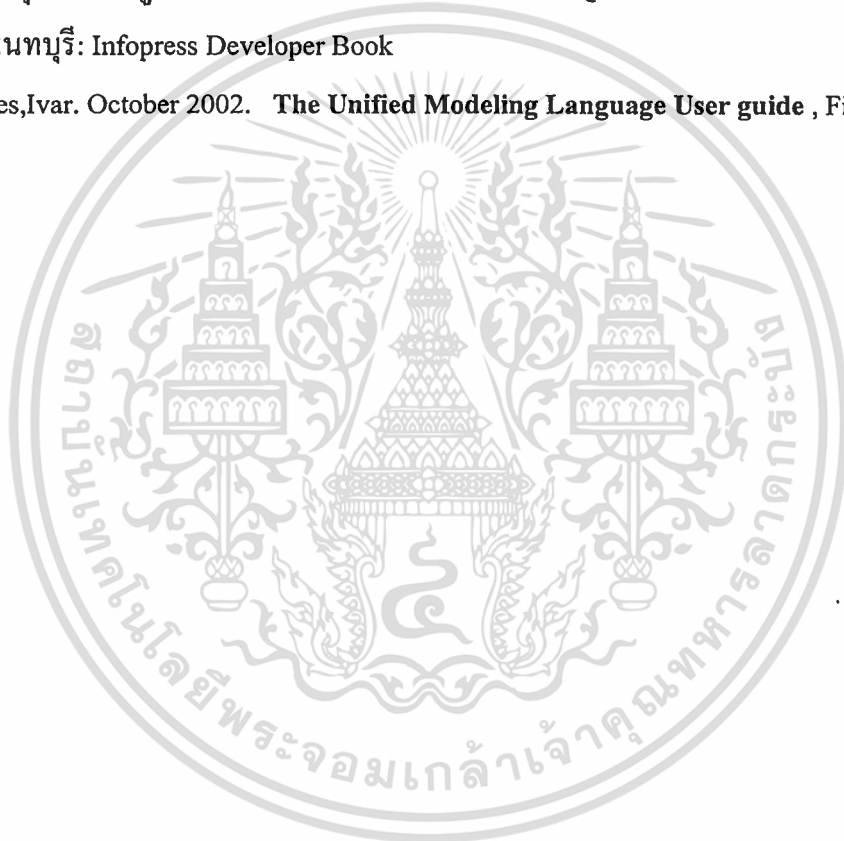 นทบุรี: Infopress Developer Book
es,Ivar. October 2002. The Unified Modeling Language User guide , Fi
สถาบันเทคโนโลยีพระจอมเกล้าเจ้าคุณทหารลาดกระบัง